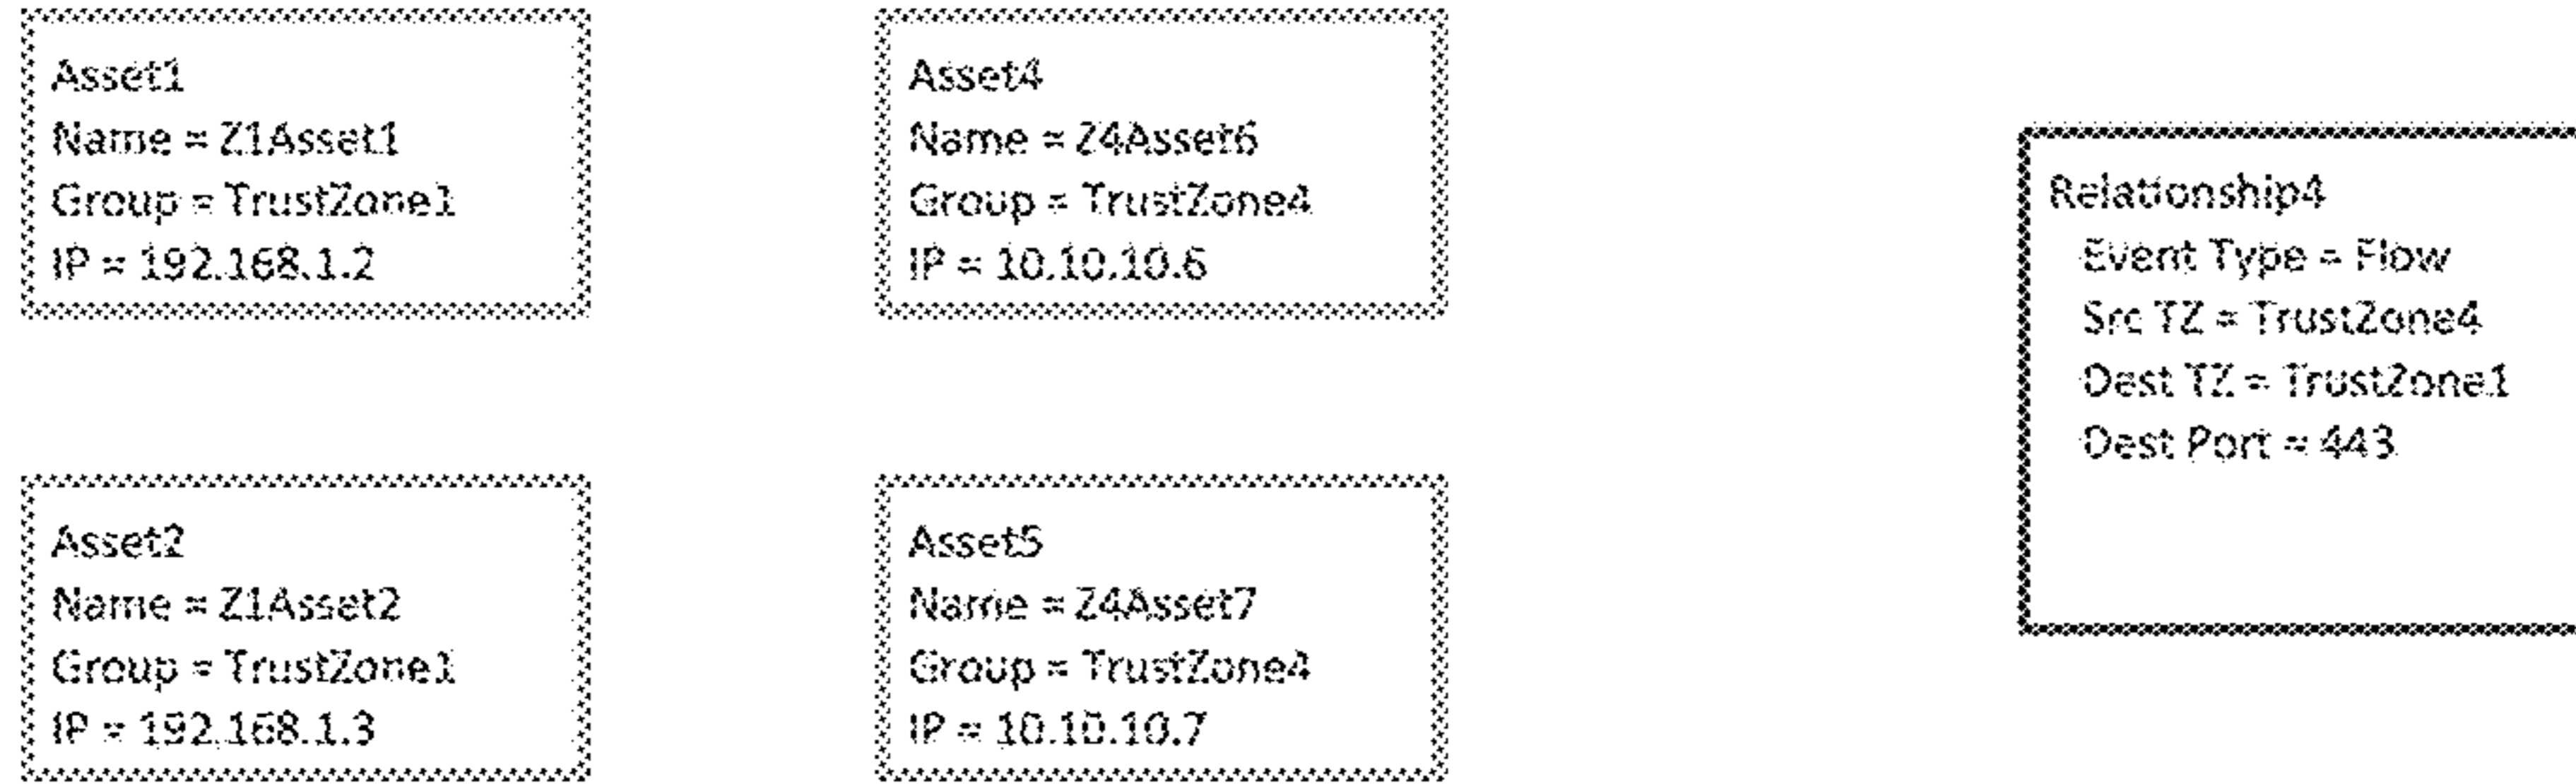 Asset1
Name = Z1Asset1
Group = TrustZone1
IP = 192.168.1.2
Asset4
Name = Z4Asset6
Group = TrustZone4
IP = 10.10.10.6
Relationship4
Event Type = Flow
Src TZ = TrustZone4
Dest TZ = TrustZone1
Dest Port = 443
Asset2
Name = Z1Asset2
Group = TrustZone1
IP = 192.168.1.3
Asset5
Name = Z4Asset7
Group = TrustZone4
IP = 10.10.10.7